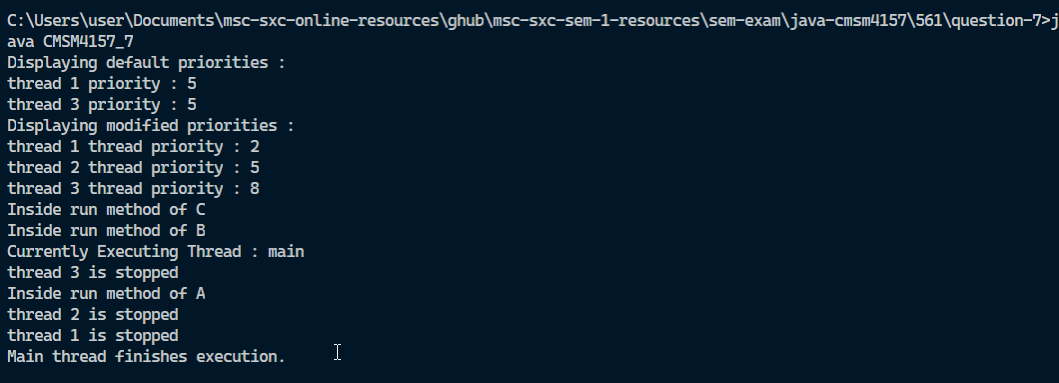 C:\Users\user\Documents\msc-sxc-online-resources\ghub\msc-sxc-sem-1-resources\sem-exam\java-cmsm4157\561\question-7>j
ava CMSM4157_7
Displaying default priorities :
thread 1 priority : 5
thread 3 priority : 5
Displaying modified priorities :
thread 1 thread priority : 2
thread 2 thread priority : 5
thread 3 thread priority : 8
Inside run method of C
Inside run method of B
Currently Executing Thread : main
thread 3 is stopped
Inside run method of A
thread 2 is stopped
thread 1 is stopped
Main thread finishes execution.